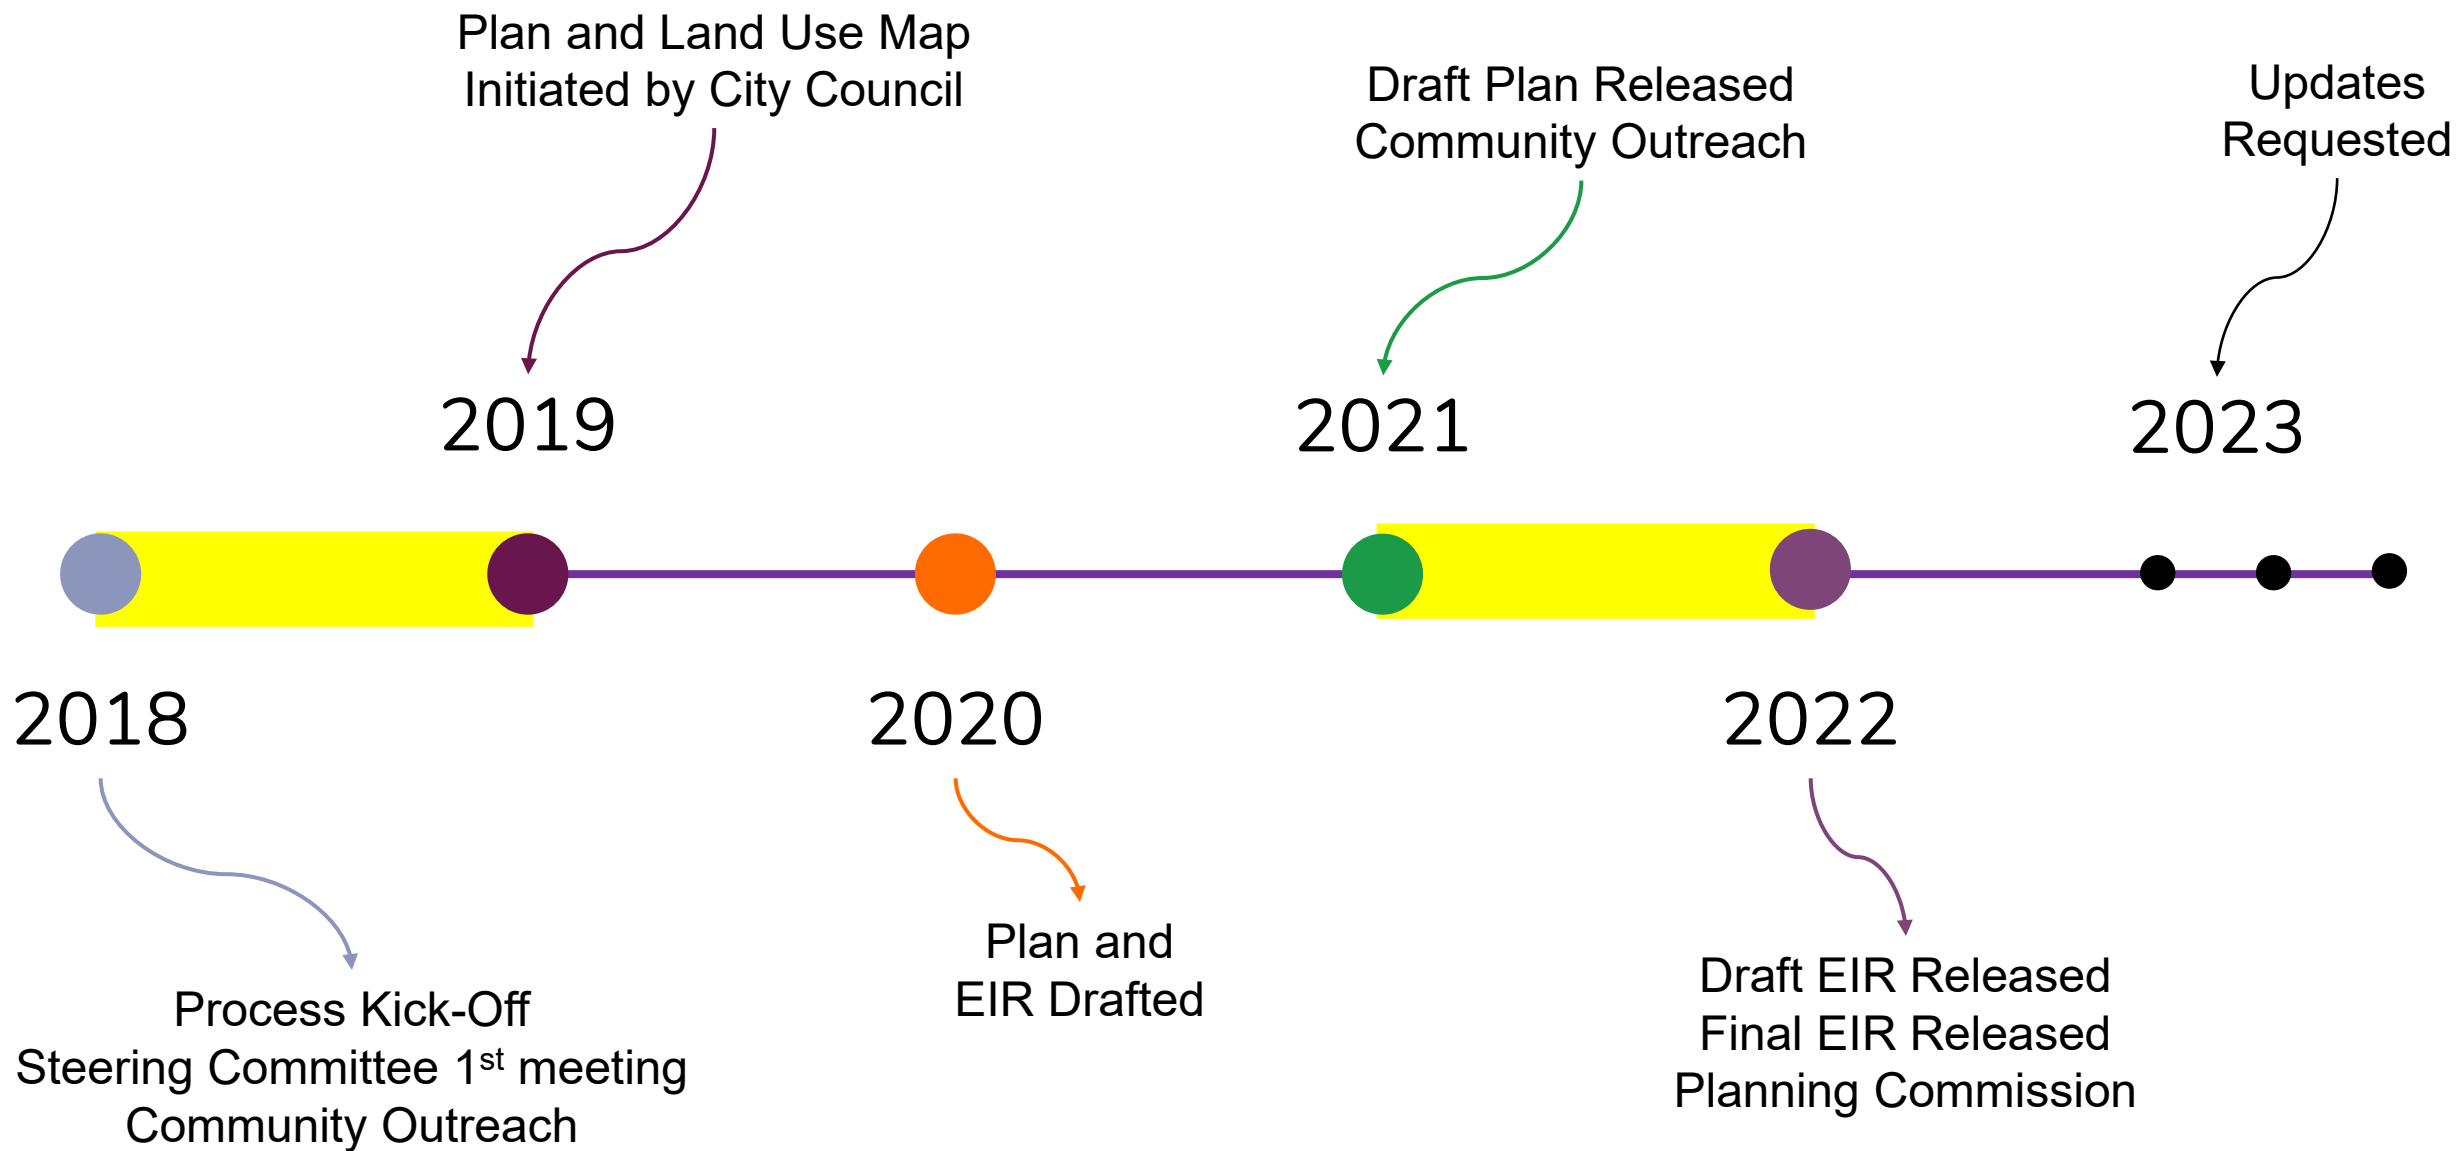 Plan and Land Use Map
Initiated by City Council
Draft Plan Released
Community Outreach
Updates
Requested
2019
2021
2023
2018
2020
2022
Process Kick-Off
Steering Committee 1st meeting
Community Outreach
Plan and
EIR Drafted
Draft EIR Released
Final EIR Released
Planning Commission